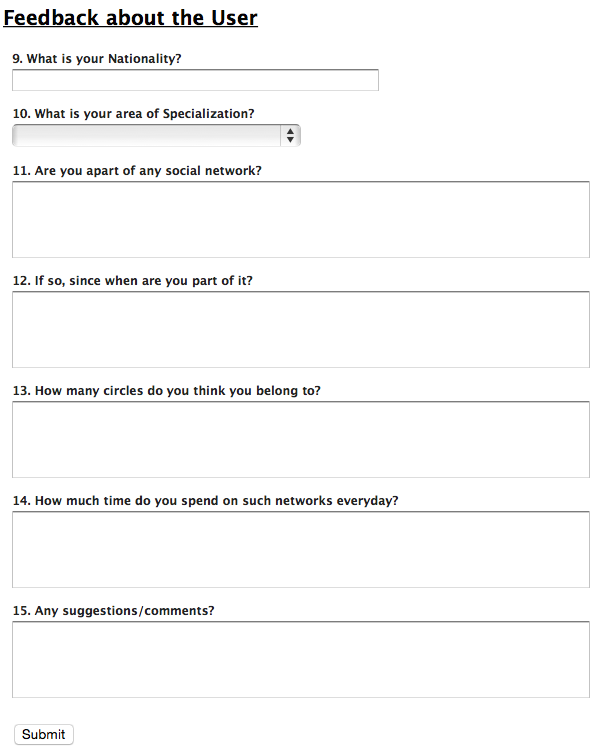 Feedback about the User
9. What is your Nationality?
10. What is your area of Specialization?
11. Are you apart of any social network?
12. If so, since when are you part of it?
13. How many circles do you think you belong to?
14. How much time do you spend on such networks everyday?
15. Any suggestions/comments?
Submit